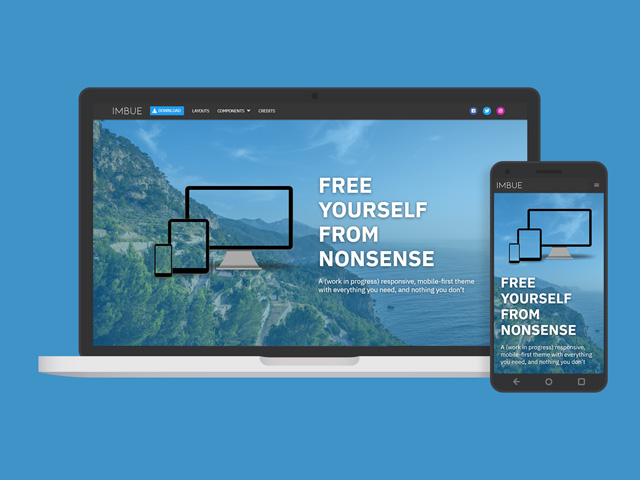 IMBUE
DOWNLOAD LAYOUTS COMPONENTS CREDITS
FREE
YOURSELF
FROM
NONSENSE
A (work in progress) responsive, mobile-first theme
with everything you need, and nothing you don't
IMBUE
FREE
YOURSELF
FROM
NONSENSE
A (work in progress) responsive,
mobile-first theme with everything
you need, and nothing you don't